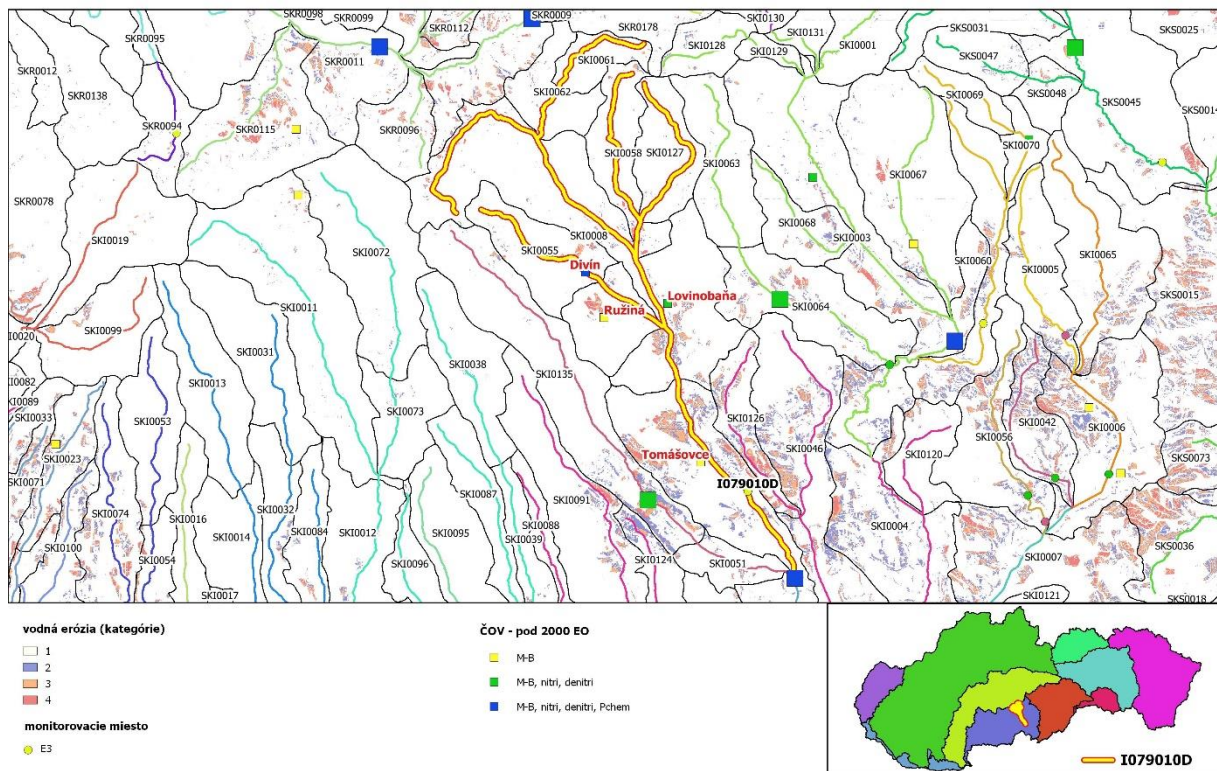 SKR0098
SKR0099
SKR0009
SKR0178
SKI0130
SKR0095
SKR0112
SKI0131
SKI0001
SKS0031
SKS0025
SKI0128
SKI0129
SKS0047
SKR0011
SKI0061
SKR0012
SKR0138
SKI0062
SKI0069
SKS0048
SKS0045
SKS0014
SKR0094
SKR0115
SKR0096
SKI0058
SKI0127
SKI0063
SKI0070
SKI0067
SKR0078
SKI0068
SKI0003
SKI0019
SKI0072
SKI0055
SKI0008
SKI0060
SKI0005
SKI0065
Divín
SKS0015
Lovinobaňa
SKI0011
Ružiná
SKI0064
I0020
SKI0099
SKI0031
SKI0038
SKI0135
SKI0082
SKI0013
SKI0089
SKI0033
SKI0053
SKI0073
SKI0126
SKI0042
SKI0006
SKI0056
SKI0023
Tomášovce
SKI0046
SKI0120
SKS0073
SKI0071
I079010D
SKI0074
SKI0016
SKI0087
SKI0091
SKI0014
SKI0032
SKI0084
SKI0012
SKI0095
SKI0088
SKI0039
SKI0004
SKI0100
SKI0054
SKI0124
SKI0051
SKI0007
SKS0036
SKI0096
SKI0017
SKI0121
SKS0018
vodná erózia (kategórie)
1
2
3
4
monitorovacie miesto
E3
ČOV - pod 2000 EO
M-B
M-B, nitri, denitri
M-B, nitri, denitri, Pchem
I079010D